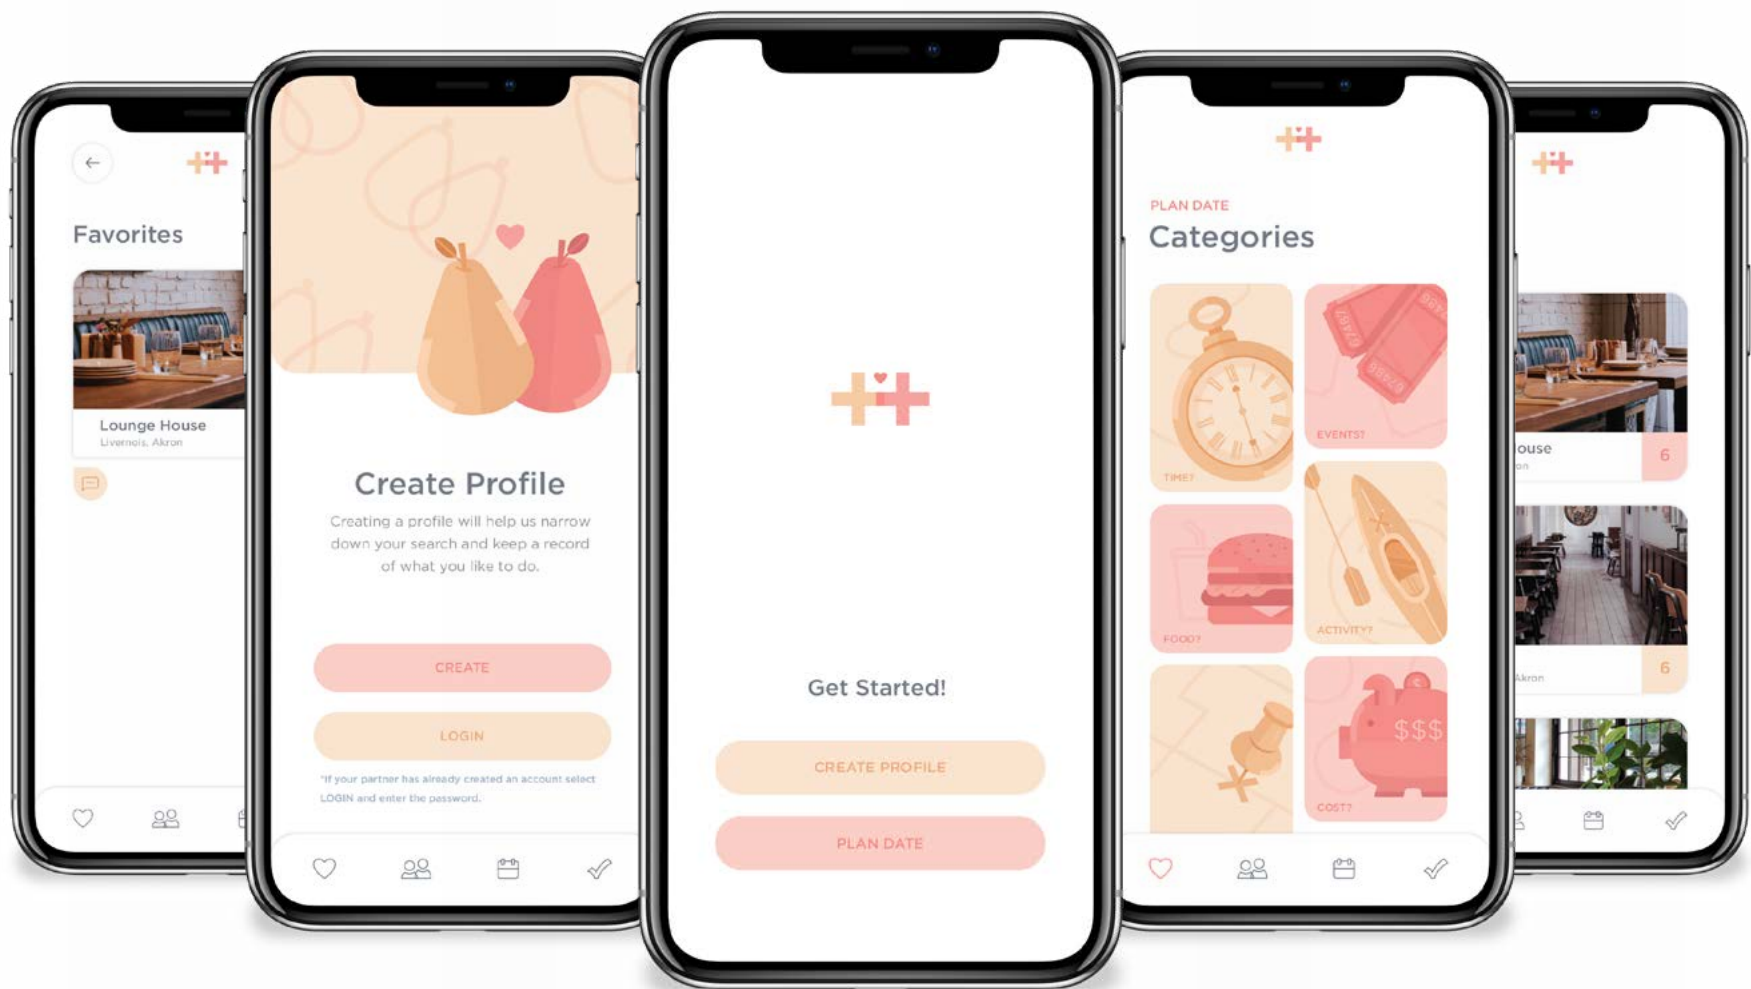 Favorites
Lounge House
Livernois, Akron
Create Profile
Creating a profile will help us narrow
down your search and keep a record
of what you like to do.
CREATE
LOGIN
*If your partner has already created an account select
LOGIN and enter the password.
Get Started!
CREATE PROFILE
PLAN DATE
PLAN DATE
Categories
TIME?
67487
67486
EVENTS?
FOOD?
ACTIVITY?
$
$$$
COST?
ouse
on
6
Akron
6